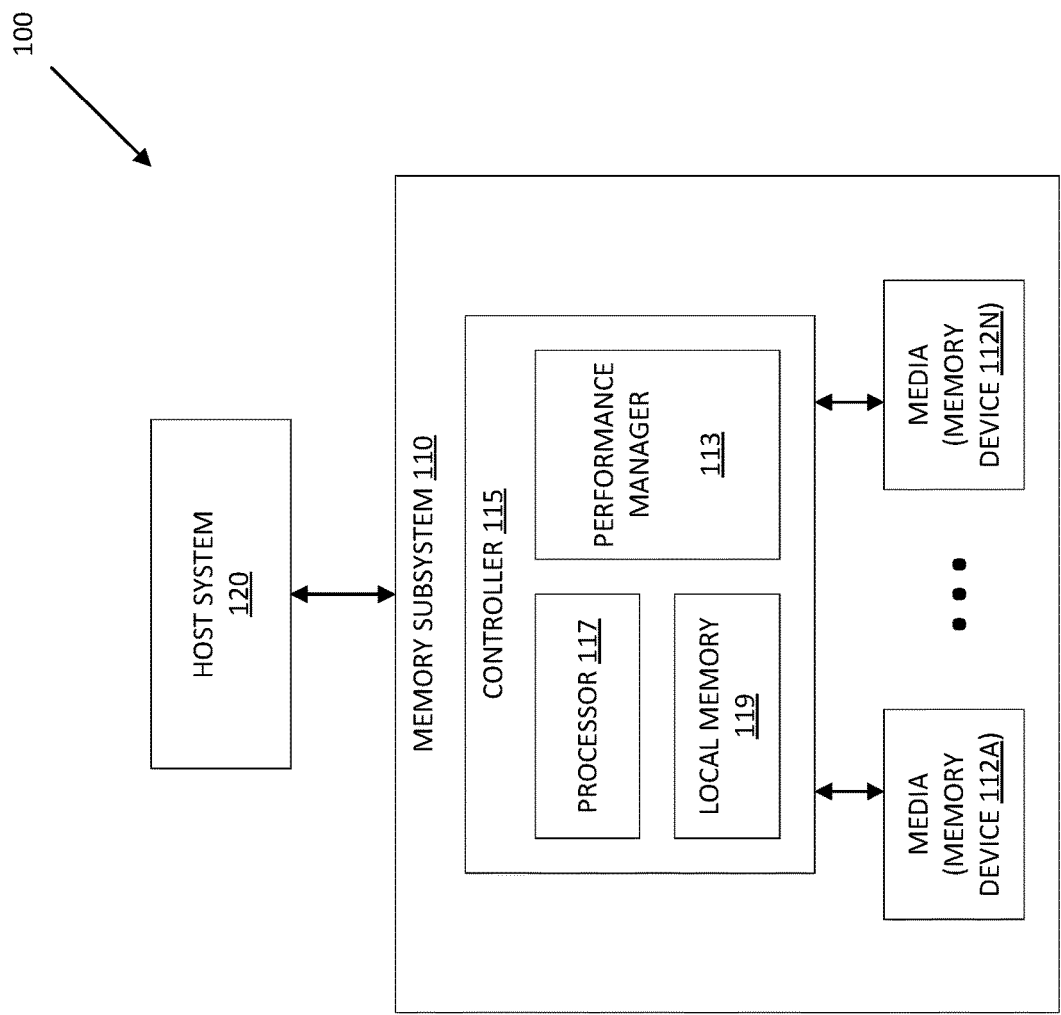 100
HOST SYSTEM
120
MEMORY SUBSYSTEM 110
CONTROLLER 115
PROCESSOR 117
LOCAL MEMORY
119
PERFORMANCE
MANAGER
113
MEDIA
(MEMORY
DEVICE 112A)
MEDIA
(MEMORY
DEVICE 112N)